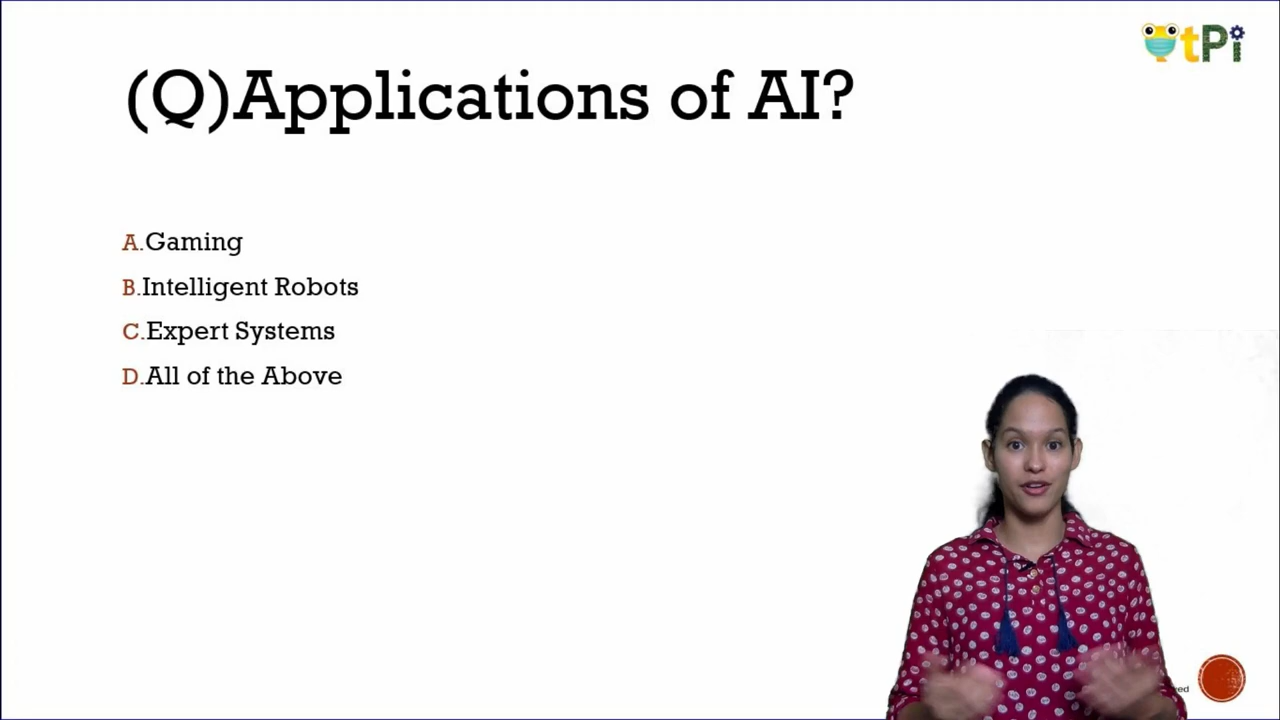 tPi
(Q)Applications of AI?
A.Gaming
B.Intelligent Robots
C.Expert Systems
D.All of the Above